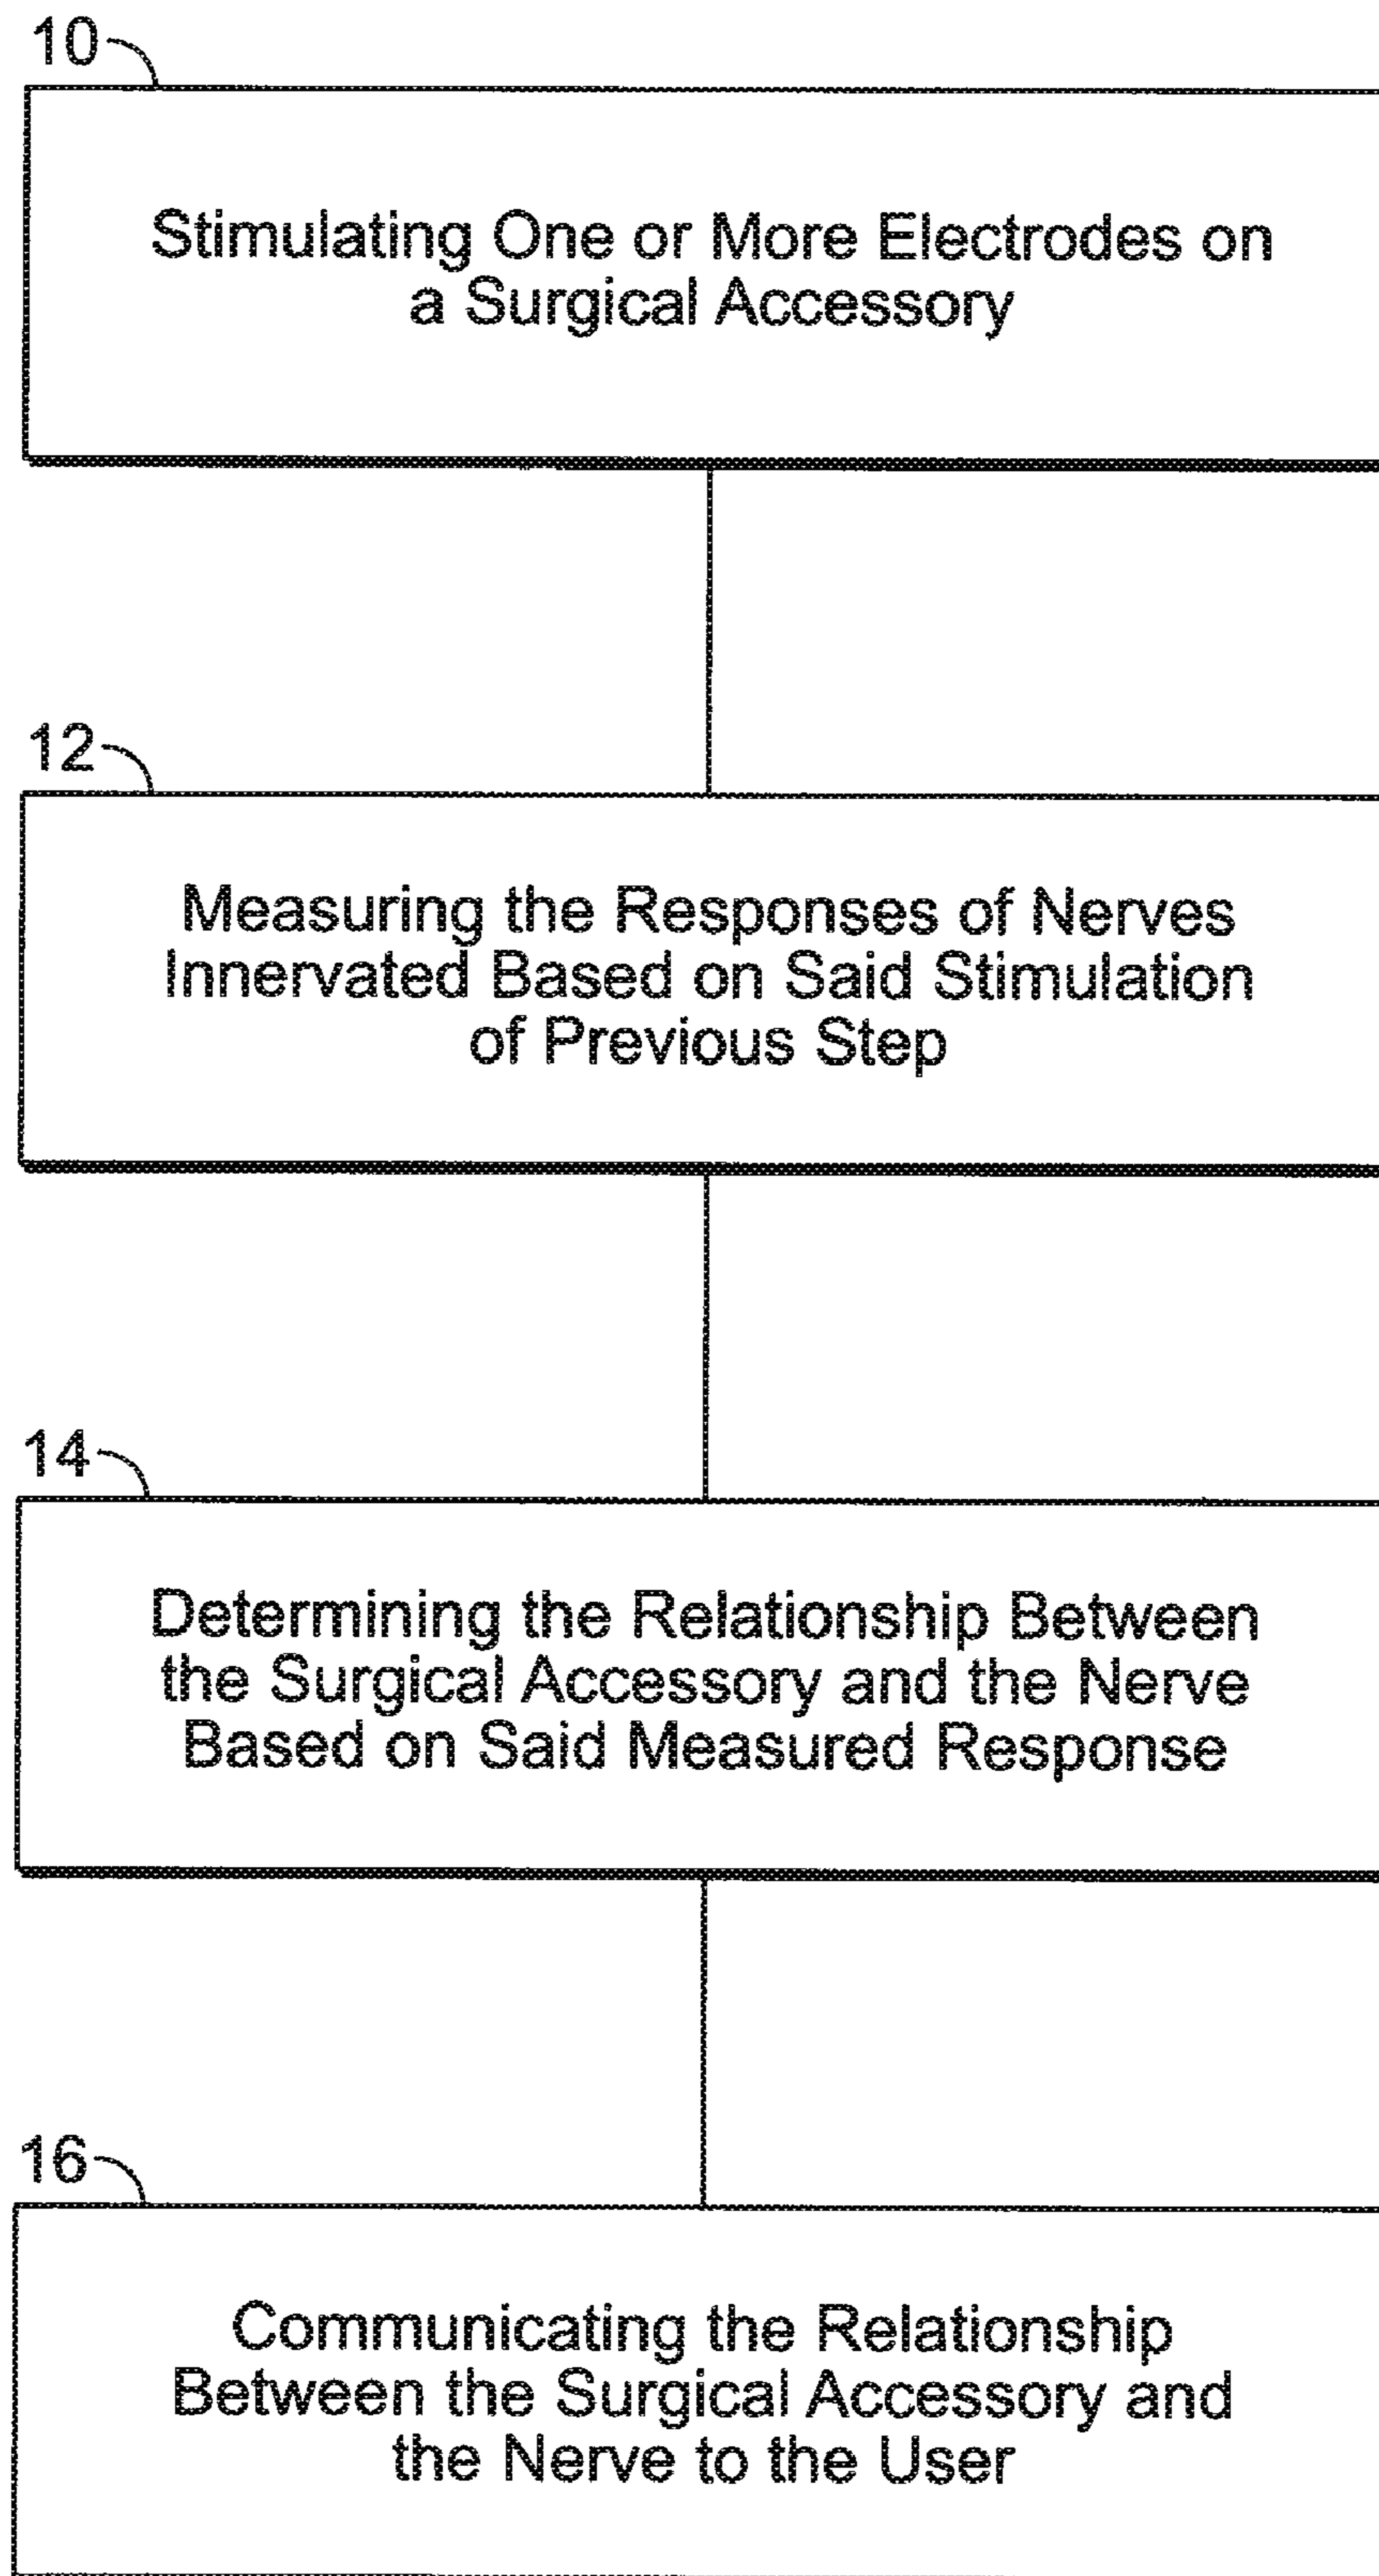 10
Stimulating One or More Electrodes on
a Surgical Accessory
12
Measuring the Responses of Nerves
Innervated Based on Said Stimulation
of Previous Step
14
Determining the Relationship Between
the Surgical Accessory and the Nerve
Based on Said Measured Response
16
Communicating the Relationship
Between the Surgical Accessory and
the Nerve to the User